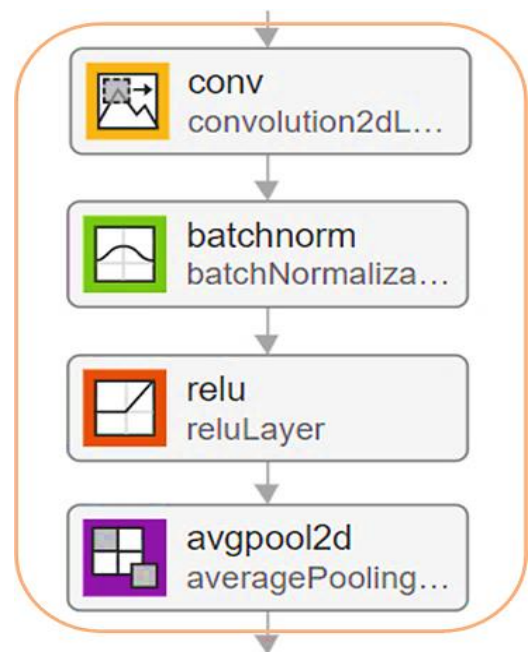 conv
convolution2dL...
batchnorm
batchNormaliza...
relu
reluLayer
avgpool2d
averagePooling...